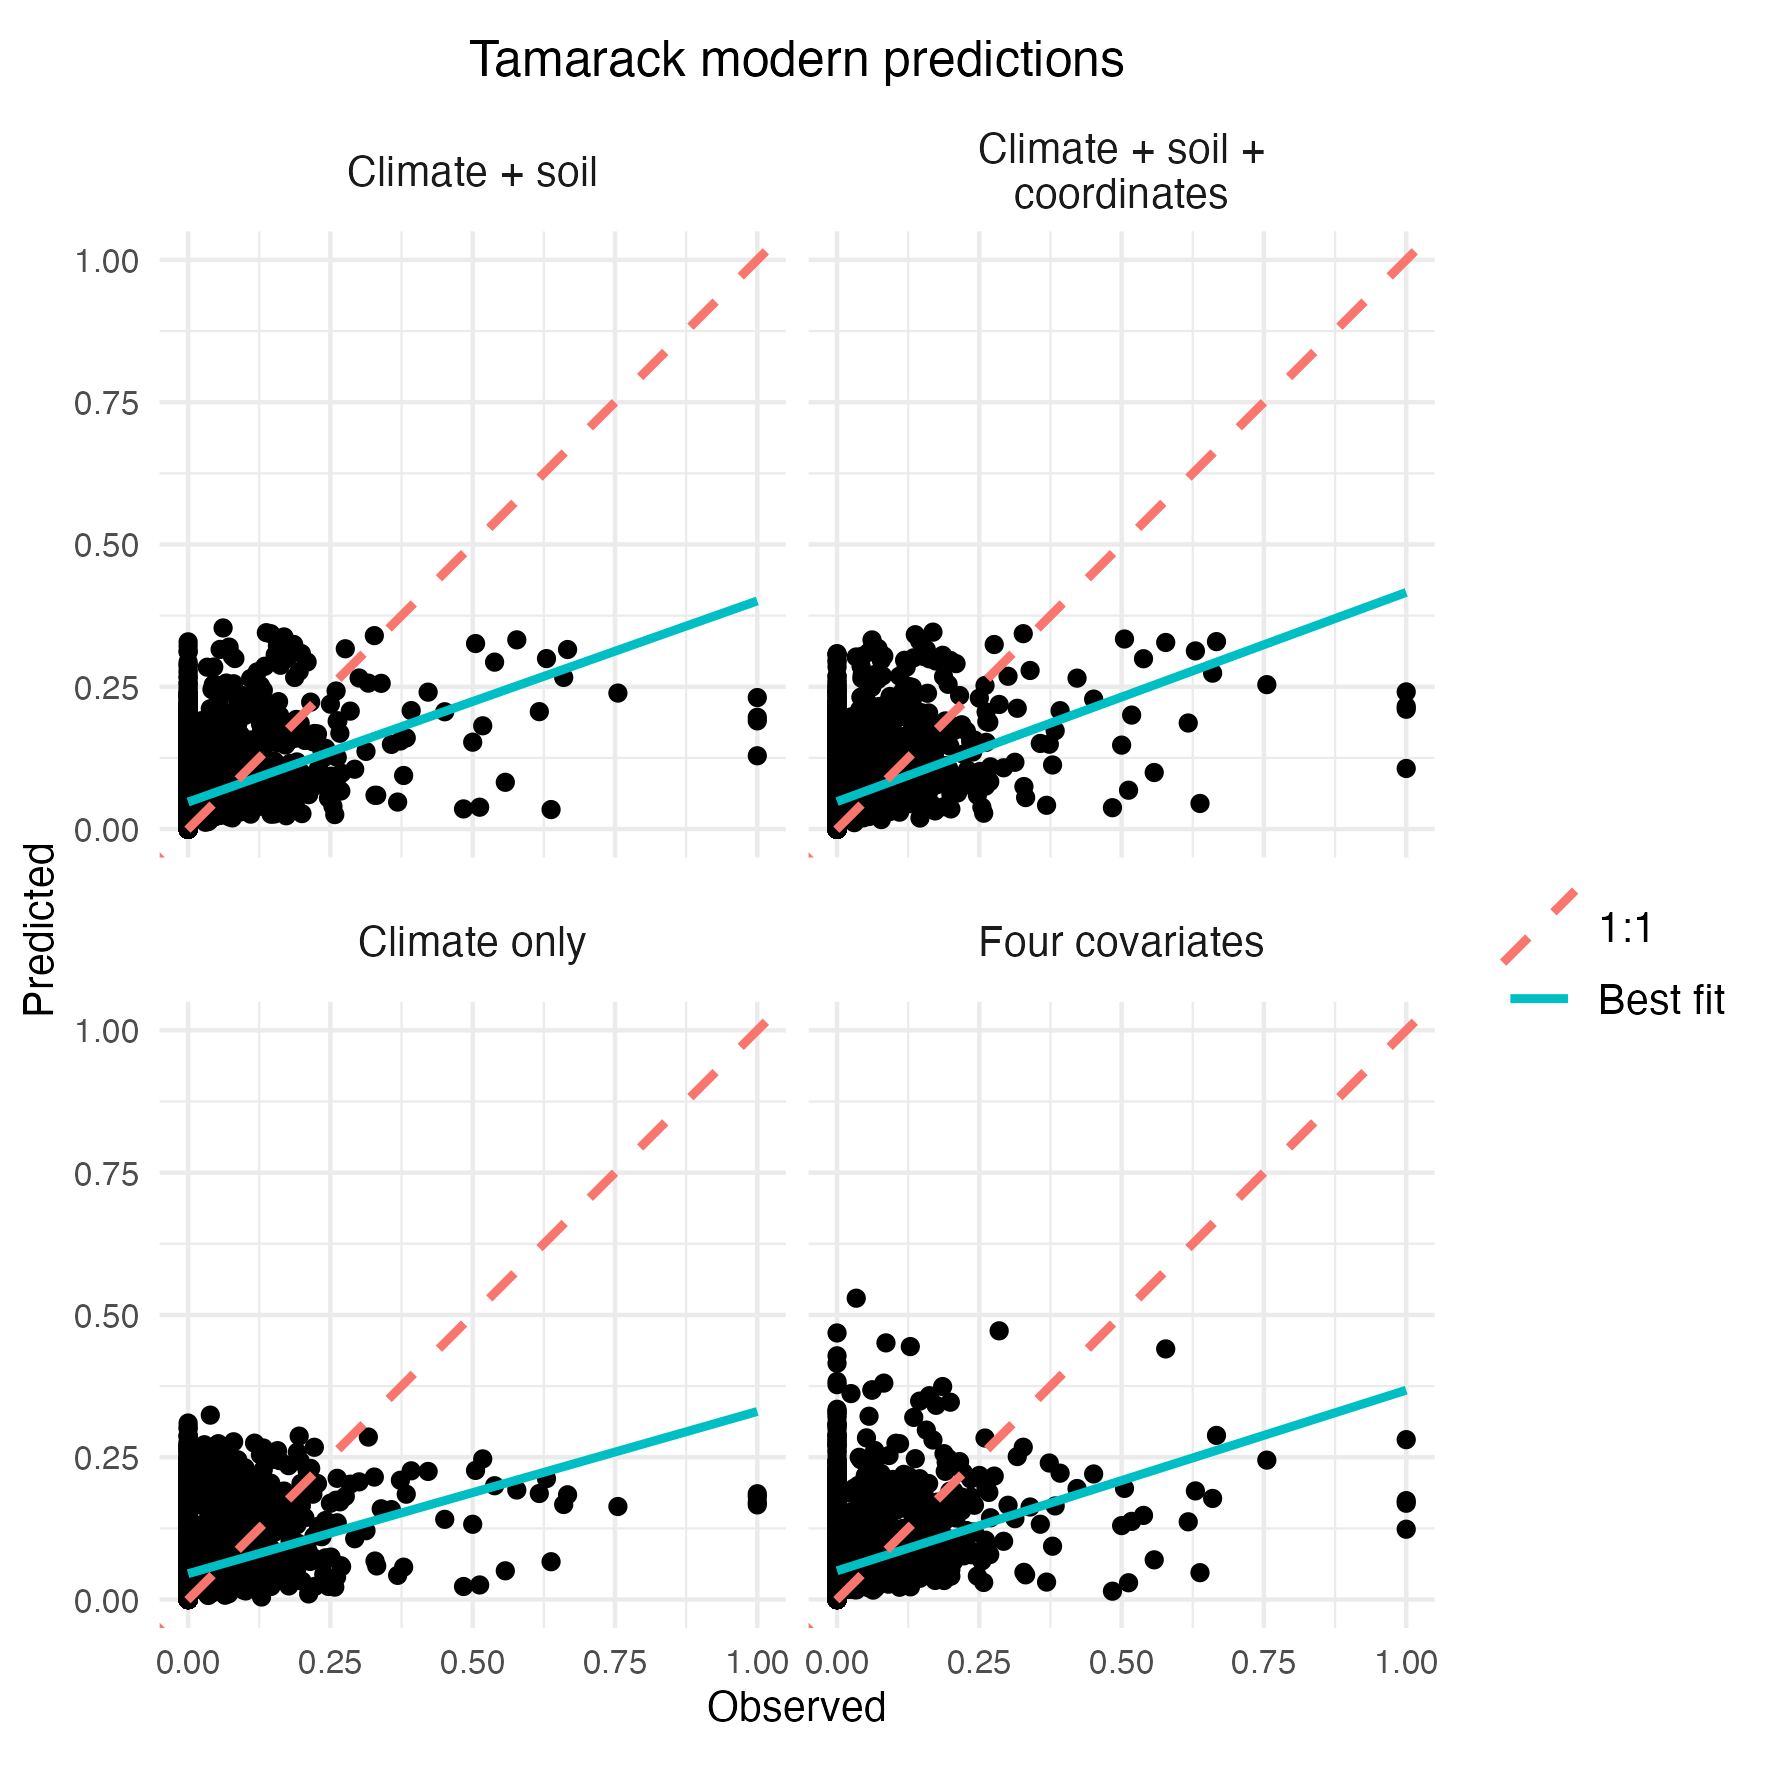 Tamarack modern predictions
Climate + soil
Climate + soil +
coordinates
1.00
0.75
0.50
0.25
0.00
Climate only
Four covariates
1.00
0.75
0.50
0.25
0.00
0.00 0.25 0.50 0.75 1.00
0.00 0.25 0.50 0.75 1.00
Observed
Predicted
1:1
Best fit